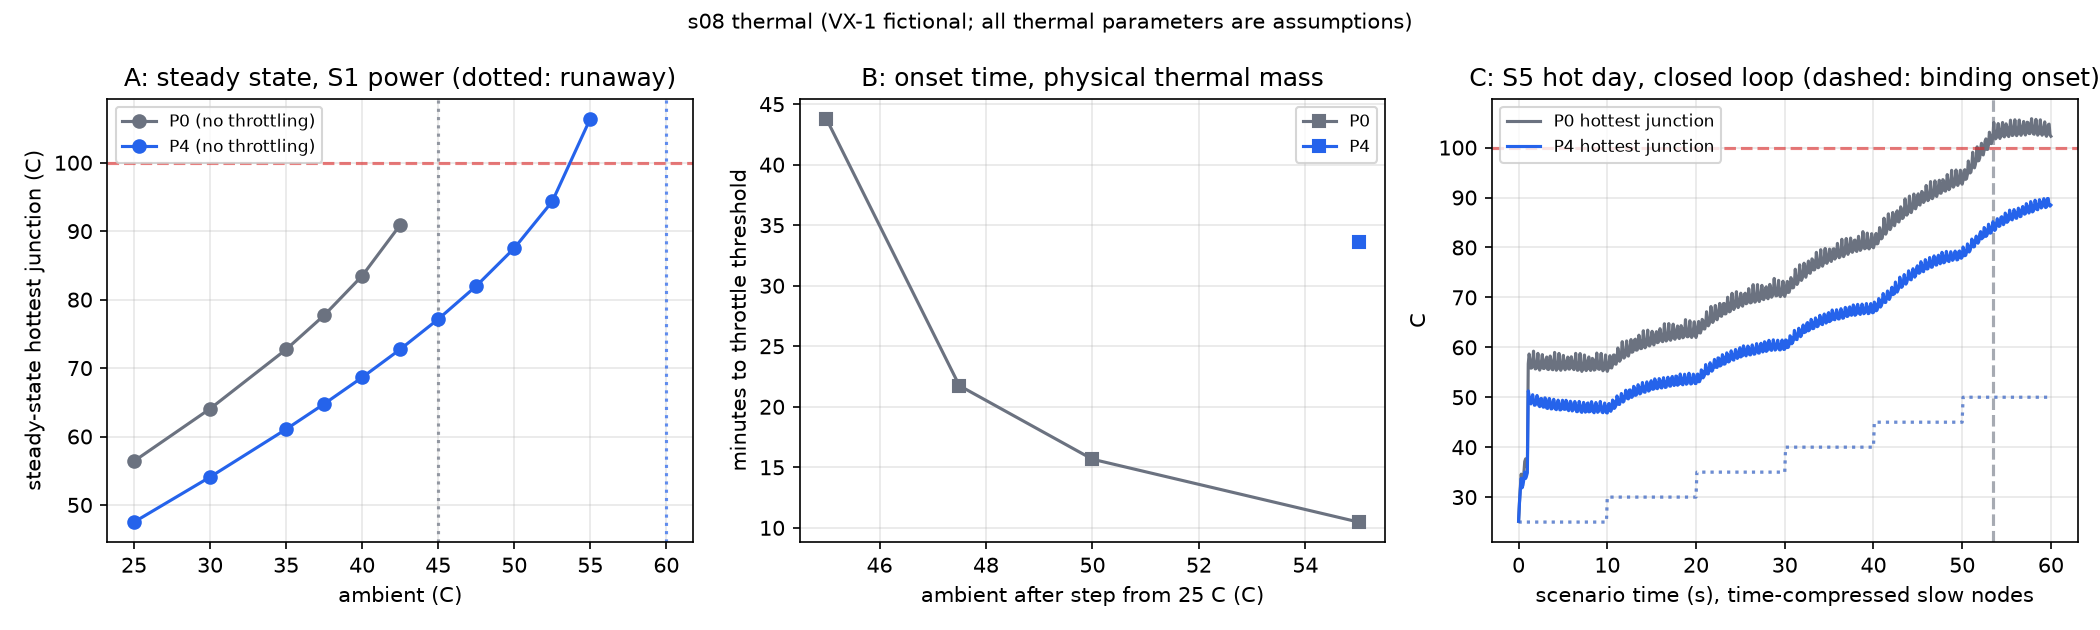 s08 thermal (VX-1 fictional; all thermal parameters are assumptions)
A: steady state, S1 power (dotted: runaway)
P0 (no throttling)
P4 (no throttling)
steady-state hottest junction (C)
100
90
80
70
60
50
25 30 35 40 45 50 55 60
ambient (C)
B: onset time, physical thermal mass
P0
P4
minutes to throttle threshold
45
40
35
30
25
20
15
10
46 48 50 52 54
ambient after step from 25 C (C)
C: S5 hot day, closed loop (dashed: binding onset)
P0 hottest junction
P4 hottest junction
C
100
90
80
70
60
50
40
30
0 10 20 30 40 50 60
scenario time (s), time-compressed slow nodes